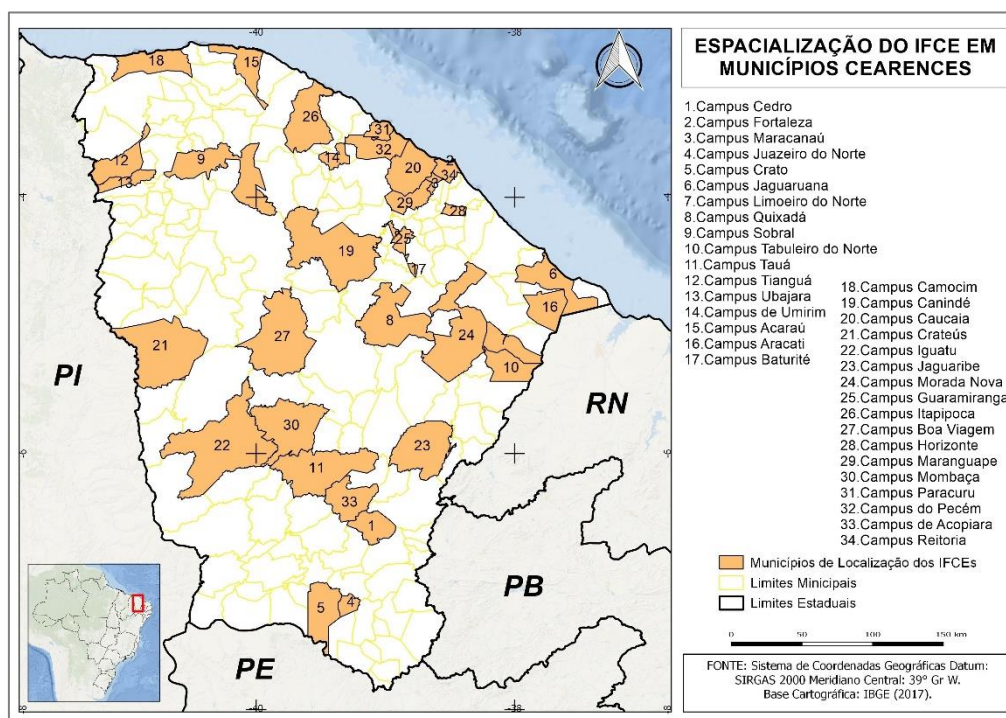 ESPACIALIZAÇÃO DO IFCE EM
MUNICÍPIOS CEARENCES
1.Campus Cedro
2.Campus Fortaleza
3.Campus Maracanaú
4.Campus Juazeiro do Norte
5.Campus Crato
6.Campus Jaguaruana
7.Campus Limoeiro do Norte
8.Campus Quixadá
9.Campus Sobral
10.Campus Tabuleiro do Norte
11.Campus Tauá
12.Campus Tianguá
13.Campus Ubajara
14.Campus de Umirim
15.Campus Acaraú
16.Campus Aracati
17.Campus Baturité
18.Campus Camocim
19.Campus Canindé
20.Campus Caucaia
21.Campus Crateús
22.Campus Iguatu
23.Campus Jaguaribe
24.Campus Morada Nova
25.Campus Guaramiranga
26.Campus Itapipoca
27.Campus Boa Viagem
28.Campus Horizonte
29.Campus Maranguape
30.Campus Mombaça
31.Campus Paracuru
32.Campus do Pecém
33.Campus de Acopiara
34.Campus Reitoria
Municípios de Localização dos IFCEs
Limites Minicipais
Limites Estaduais
0 50 100 150 km
FONTE: Sistema de Coordenadas Geográficas Datum:
SIRGAS 2000 Meridiano Central: 39° Gr W.
Base Cartográfica: IBGE (2017).
-40 -38
18
15
26
31
32
14
12
9
13
20
2
34
3
29
28
25
19
17
6
16
8
24
7
10
27
21
30
22
23
11
33
1
5
4
PI
RN
PB
PE
-40 -38